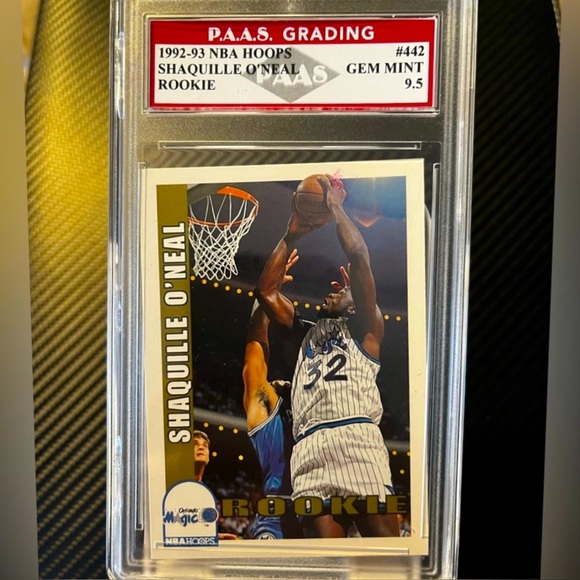 P.A.A.S. GRADING
1992-93 NBA HOOPS #442
SHAQUILLE O'NEAL GEM MINT
ROOKIE 9.5
PAAS
SHAQUILLE O'NEAL
32
ROOKIE
Orlando
Magic
NBA HOOPS